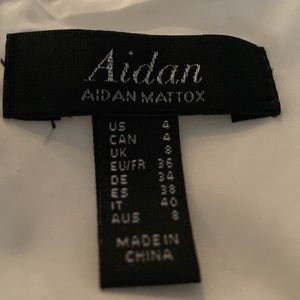 Aidan
AIDAN MATTOX
US 4
CAN 4
UK 8
EU/FR 36
DE 34
ES 38
IT 40
AUS 8
MADE IN
CHINA